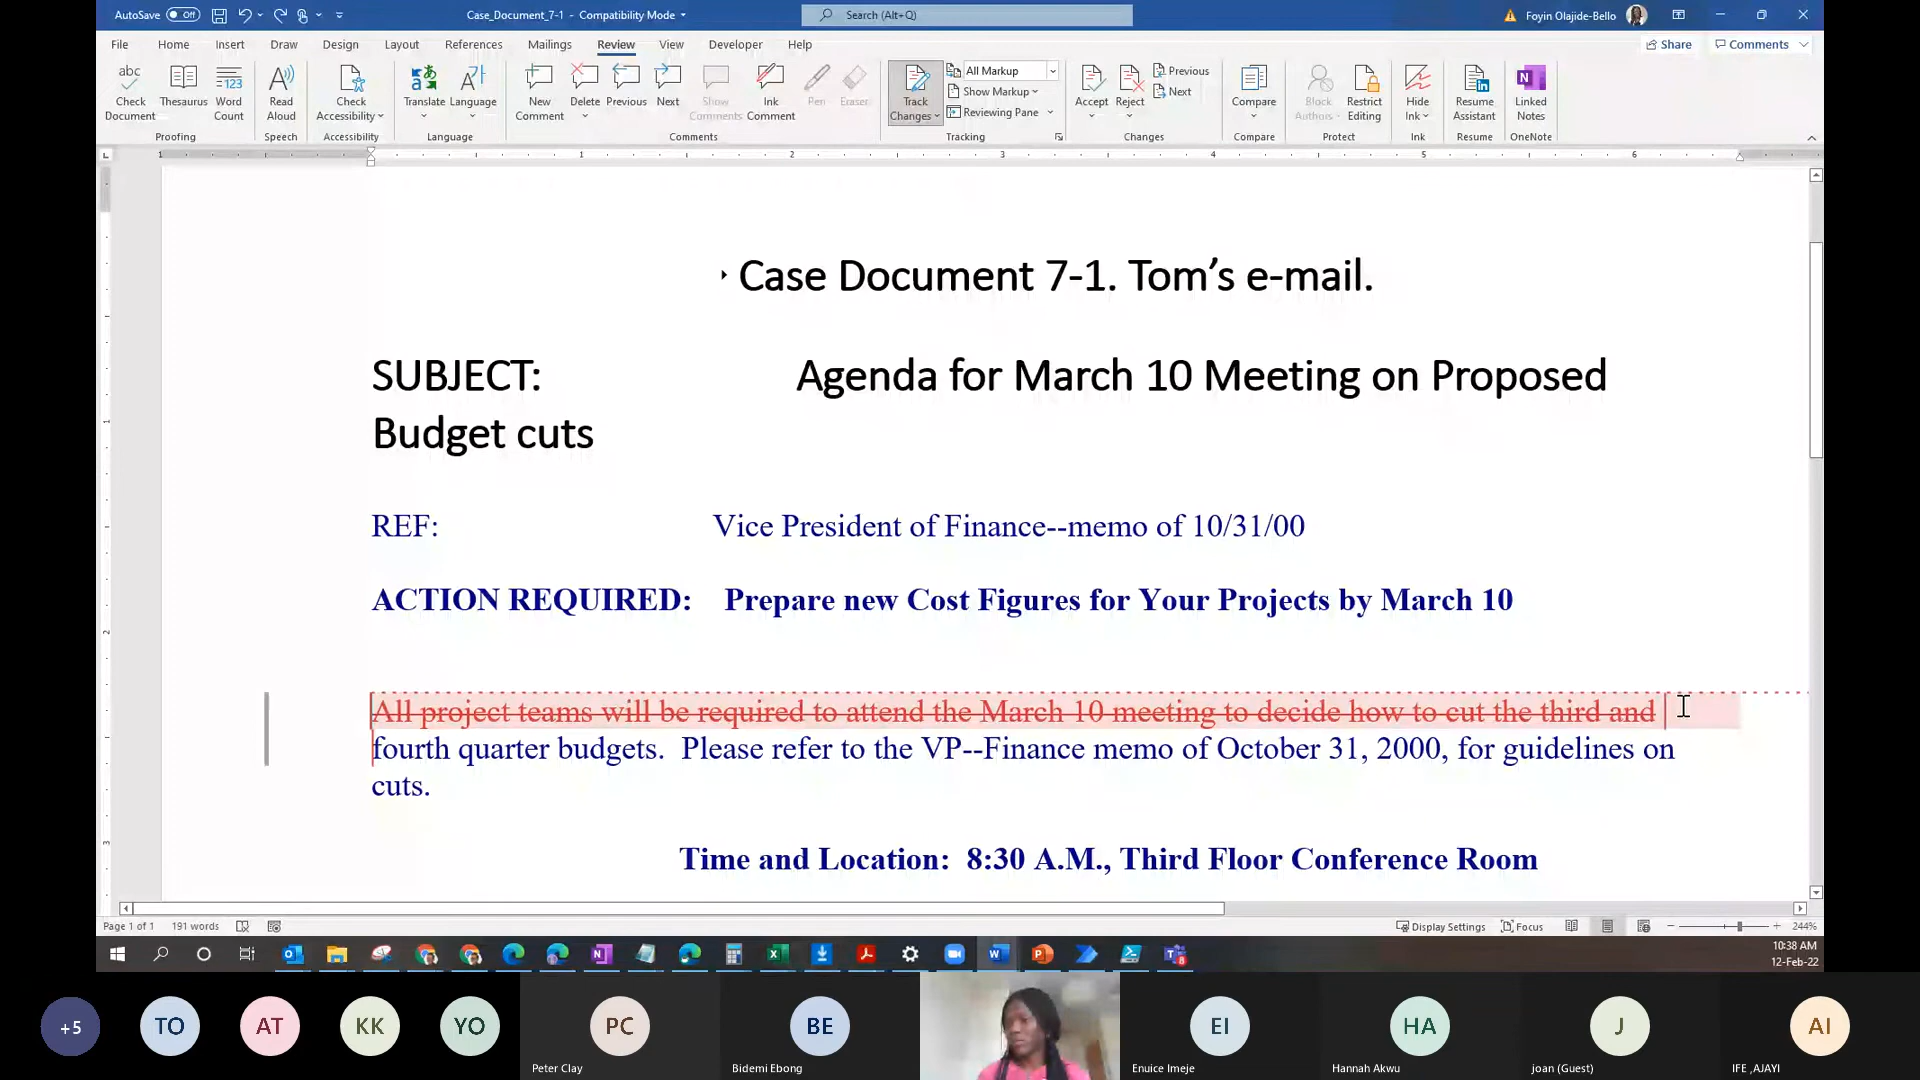 AutoSave Off
Case_Document_7-1 - Compatibility Mode
Search (Alt+Q)
Foyin Olajide-Bello
File Home Insert Draw Design Layout References Mailings Review View Developer Help
Share Comments
abc
Check Document
Thesaurus
Word Count
Read Aloud
Check Accessibility
Translate
Language
New Comment
Delete
Previous
Next
Show Comments
Ink Comment
Pen
Eraser
Track Changes
All Markup
Show Markup
Reviewing Pane
Accept
Reject
Previous
Next
Compare
Block Authors
Restrict Editing
Hide Ink
Resume Assistant
Linked Notes
Proofing Speech Accessibility Language Comments Tracking Changes Compare Protect Ink Resume OneNote
1 1 2 3 4 5 6
Case Document 7-1. Tom’s e-mail.
SUBJECT: Agenda for March 10 Meeting on Proposed
Budget cuts
REF: Vice President of Finance--memo of 10/31/00
ACTION REQUIRED: Prepare new Cost Figures for Your Projects by March 10
All project teams will be required to attend the March 10 meeting to decide how to cut the third and
fourth quarter budgets. Please refer to the VP--Finance memo of October 31, 2000, for guidelines on
cuts.
Time and Location: 8:30 A.M., Third Floor Conference Room
Page 1 of 1 191 words
Display Settings Focus 244%
10:38 AM
12-Feb-22
+5 TO AT KK YO PC BE EI HA J AI
Peter Clay Bidemi Ebong Enuice Imeje Hannah Akwu joan (Guest) IFE ,AJAYI